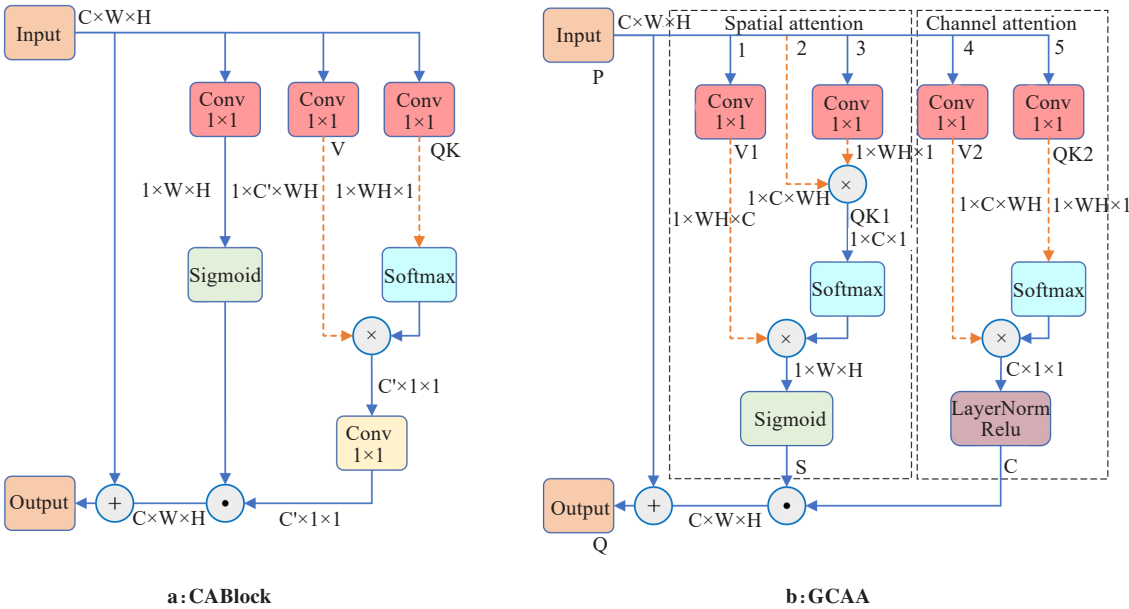 C×W×H
Input
Conv
1×1
Conv
1×1
Conv
1×1
V
QK
1×W×H
1×C'×WH
1×WH×1
Sigmoid
Softmax
×
C'×1×1
Conv
1×1
Output
+
•
C×W×H
C'×1×1
a:CABlock
C×W×H
Spatial attention
Channel attention
Input
P
1
2
3
4
5
Conv
1×1
Conv
1×1
Conv
1×1
Conv
1×1
V1
1×WH×1
V2
QK2
×
1×C×WH
1×WH×C
QK1
1×C×1
1×C×WH
1×WH×1
Softmax
Softmax
×
×
1×W×H
C×1×1
Sigmoid
LayerNorm
Relu
S
C
Output
+
•
C×W×H
Q
b:GCAA